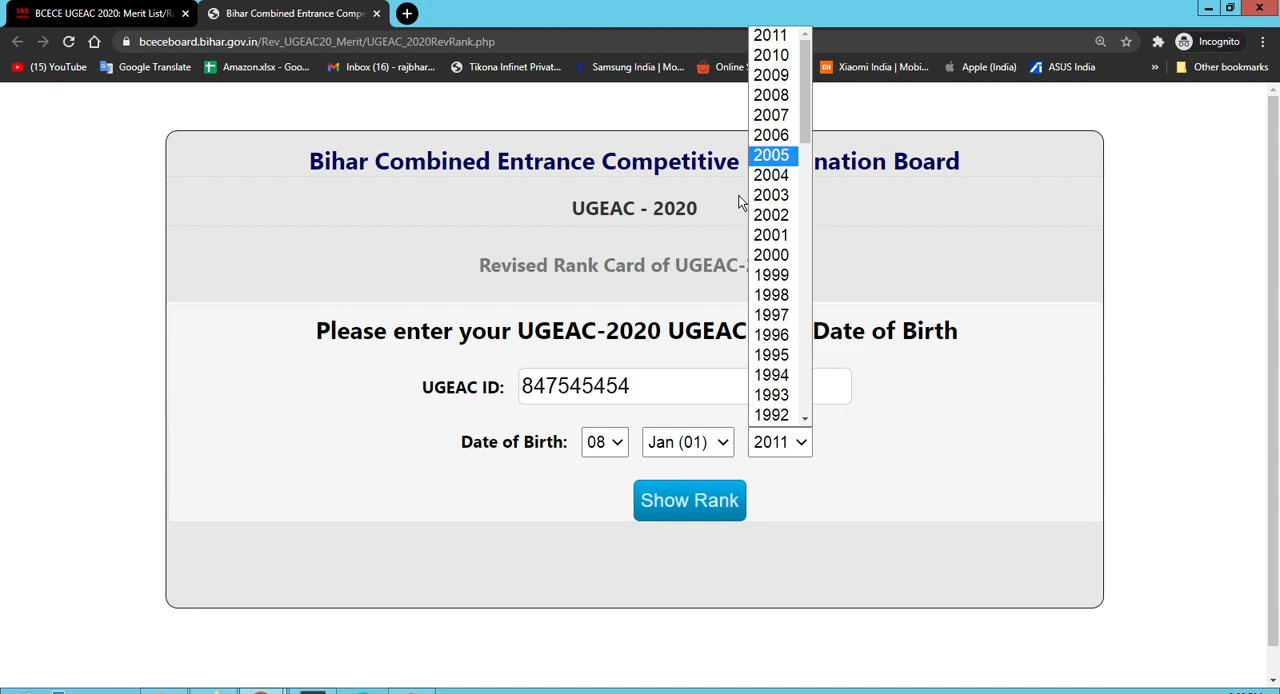 BCECE UGEAC 2020: Merit List/R
Bihar Combined Entrance Compe
bceceboard.bihar.gov.in/Rev_UGEAC20_Merit/UGEAC_2020RevRank.php
Incognito
(15) YouTube
Google Translate
Amazon.xlsx - Goo...
Inbox (16) - rajbhar...
Tikona Infinet Privat...
Samsung India | Mo...
Online
Xiaomi India | Mobi...
Apple (India)
ASUS India
»
Other bookmarks
Bihar Combined Entrance Competitive
nation Board
UGEAC - 2020
Revised Rank Card of UGEAC-
Please enter your UGEAC-2020 UGEAC
Date of Birth
UGEAC ID:
847545454
Date of Birth:
08
Jan (01)
2011
2011
2010
2009
2008
2007
2006
2005
2004
2003
2002
2001
2000
1999
1998
1997
1996
1995
1994
1993
1992
Show Rank